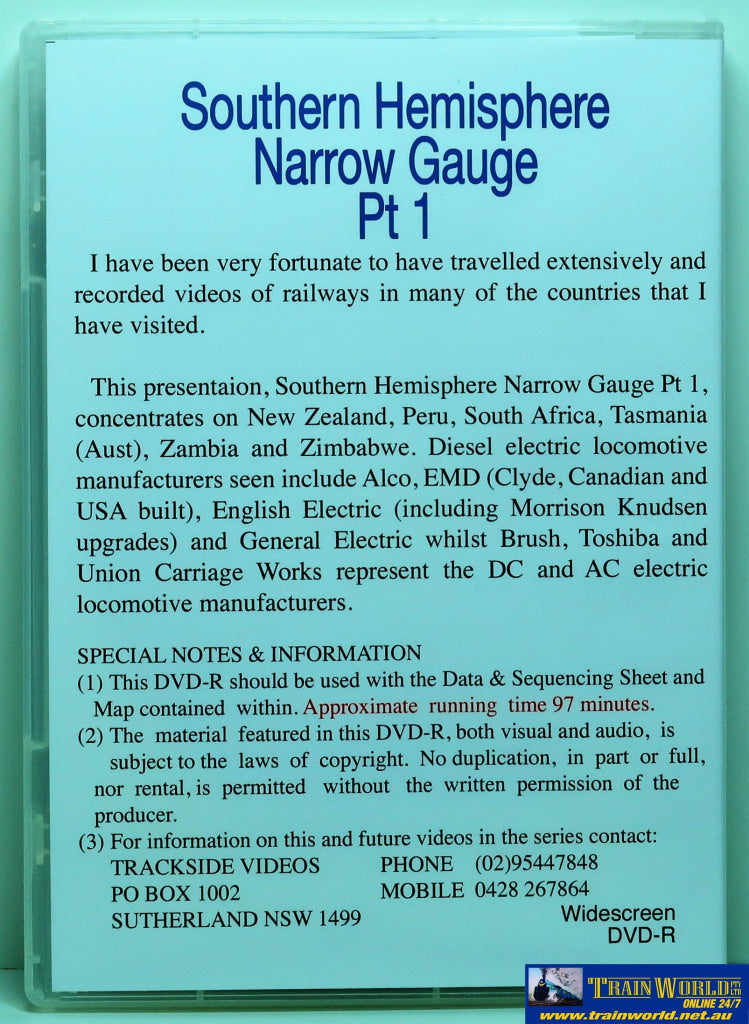 Southern Hemisphere
Narrow Gauge
Pt 1
I have been very fortunate to have travelled extensively and
recorded videos of railways in many of the countries that I
have visited.
This presentaion, Southern Hemisphere Narrow Gauge Pt 1,
concentrates on New Zealand, Peru, South Africa, Tasmania
(Aust), Zambia and Zimbabwe. Diesel electric locomotive
manufacturers seen include Alco, EMD (Clyde, Canadian and
USA built), English Electric (including Morrison Knudsen
upgrades) and General Electric whilst Brush, Toshiba and
Union Carriage Works represent the DC and AC electric
locomotive manufacturers.
SPECIAL NOTES & INFORMATION
(1) This DVD-R should be used with the Data & Sequencing Sheet and
Map contained within. Approximate running time 97 minutes.
(2) The material featured in this DVD-R, both visual and audio, is
subject to the laws of copyright. No duplication, in part or full,
nor rental, is permitted without the written permission of the
producer.
(3) For information on this and future videos in the series contact:
TRACKSIDE VIDEOS PHONE (02)95447848
PO BOX 1002 MOBILE 0428 267864
SUTHERLAND NSW 1499
Widescreen
DVD-R
TRAIN WORLD PTY LTD
ONLINE 24/7
www.trainworld.net.au